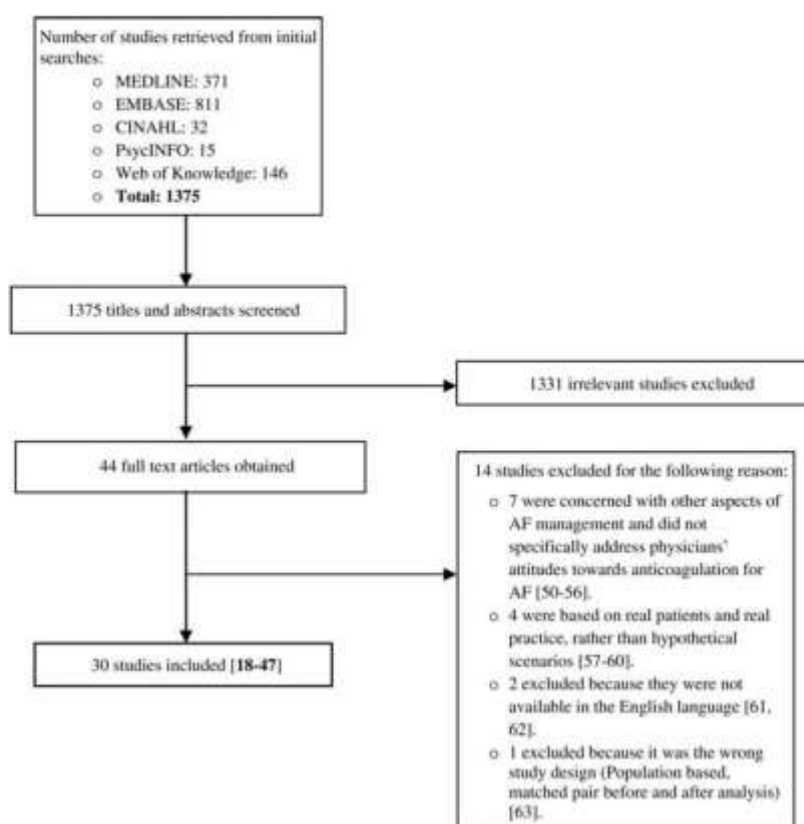 Number of studies retrieved from initial
searches:
o MEDLINE: 371
o EMBASE: 811
o CINAHL: 32
o PsycINFO: 15
o Web of Knowledge: 146
o Total: 1375
1375 titles and abstracts screened
1331 irrelevant studies excluded
44 full text articles obtained
14 studies excluded for the following reason:
o 7 were concerned with other aspects of
AF management and did not
specifically address physicians'
attitudes towards anticoagulation for
AF [50-56].
o 4 were based on real patients and real
practice, rather than hypothetical
scenarios [57-60].
o 2 excluded because they were not
available in the English language [61,
62].
o 1 excluded because it was the wrong
study design (Population based,
matched pair before and after analysis)
[63].
30 studies included [18-47]